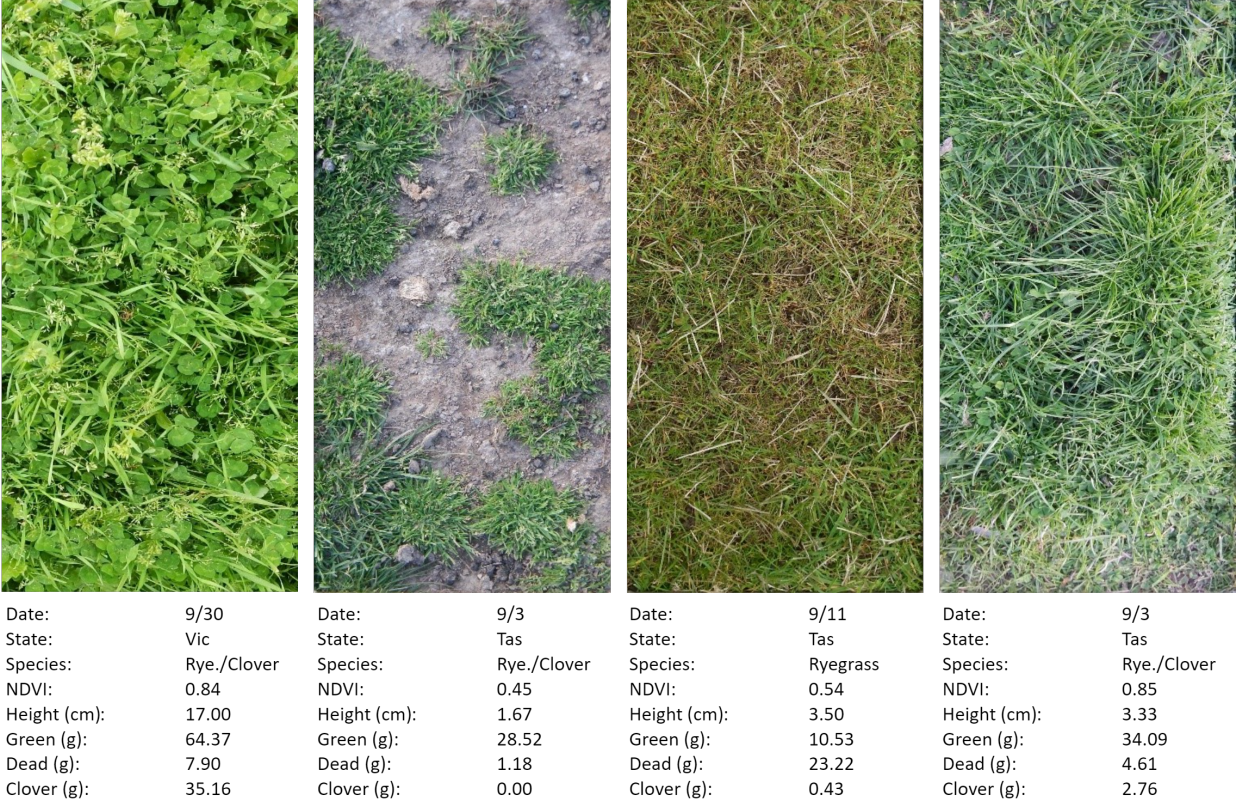 Date: 9/30
State: Vic
Species: Rye./Clover
NDVI: 0.84
Height (cm): 17.00
Green (g): 64.37
Dead (g): 7.90
Clover (g): 35.16
Date: 9/3
State: Tas
Species: Rye./Clover
NDVI: 0.45
Height (cm): 1.67
Green (g): 28.52
Dead (g): 1.18
Clover (g): 0.00
Date: 9/11
State: Tas
Species: Ryegrass
NDVI: 0.54
Height (cm): 3.50
Green (g): 10.53
Dead (g): 23.22
Clover (g): 0.43
Date: 9/3
State: Tas
Species: Rye./Clover
NDVI: 0.85
Height (cm): 3.33
Green (g): 34.09
Dead (g): 4.61
Clover (g): 2.76